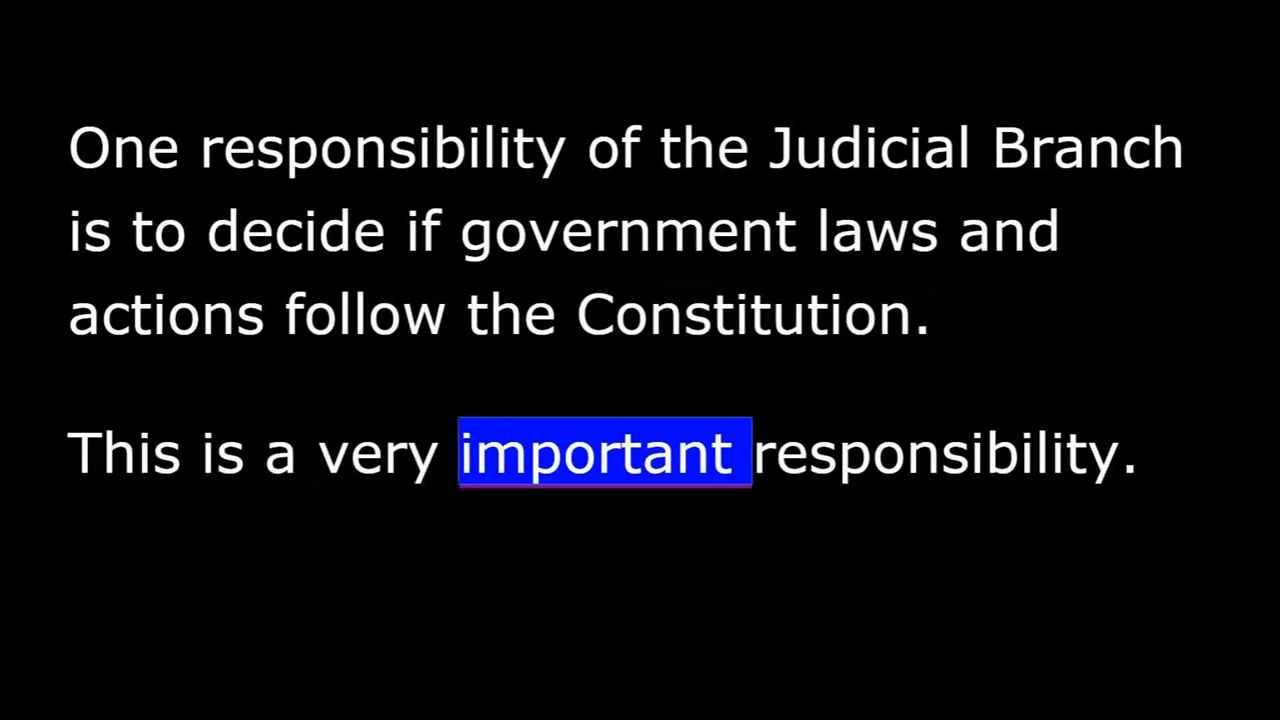 One responsibility of the Judicial Branch
is to decide if government laws and
actions follow the Constitution.
This is a very important responsibility.